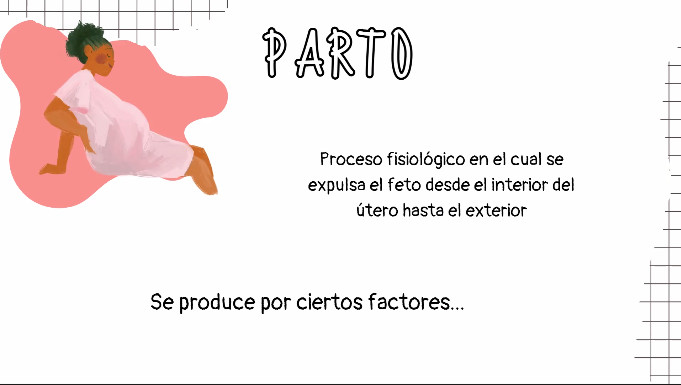 PARTO
Proceso fisiológico en el cual se
expulsa el feto desde el interior del
útero hasta el exterior
Se produce por ciertos factores...